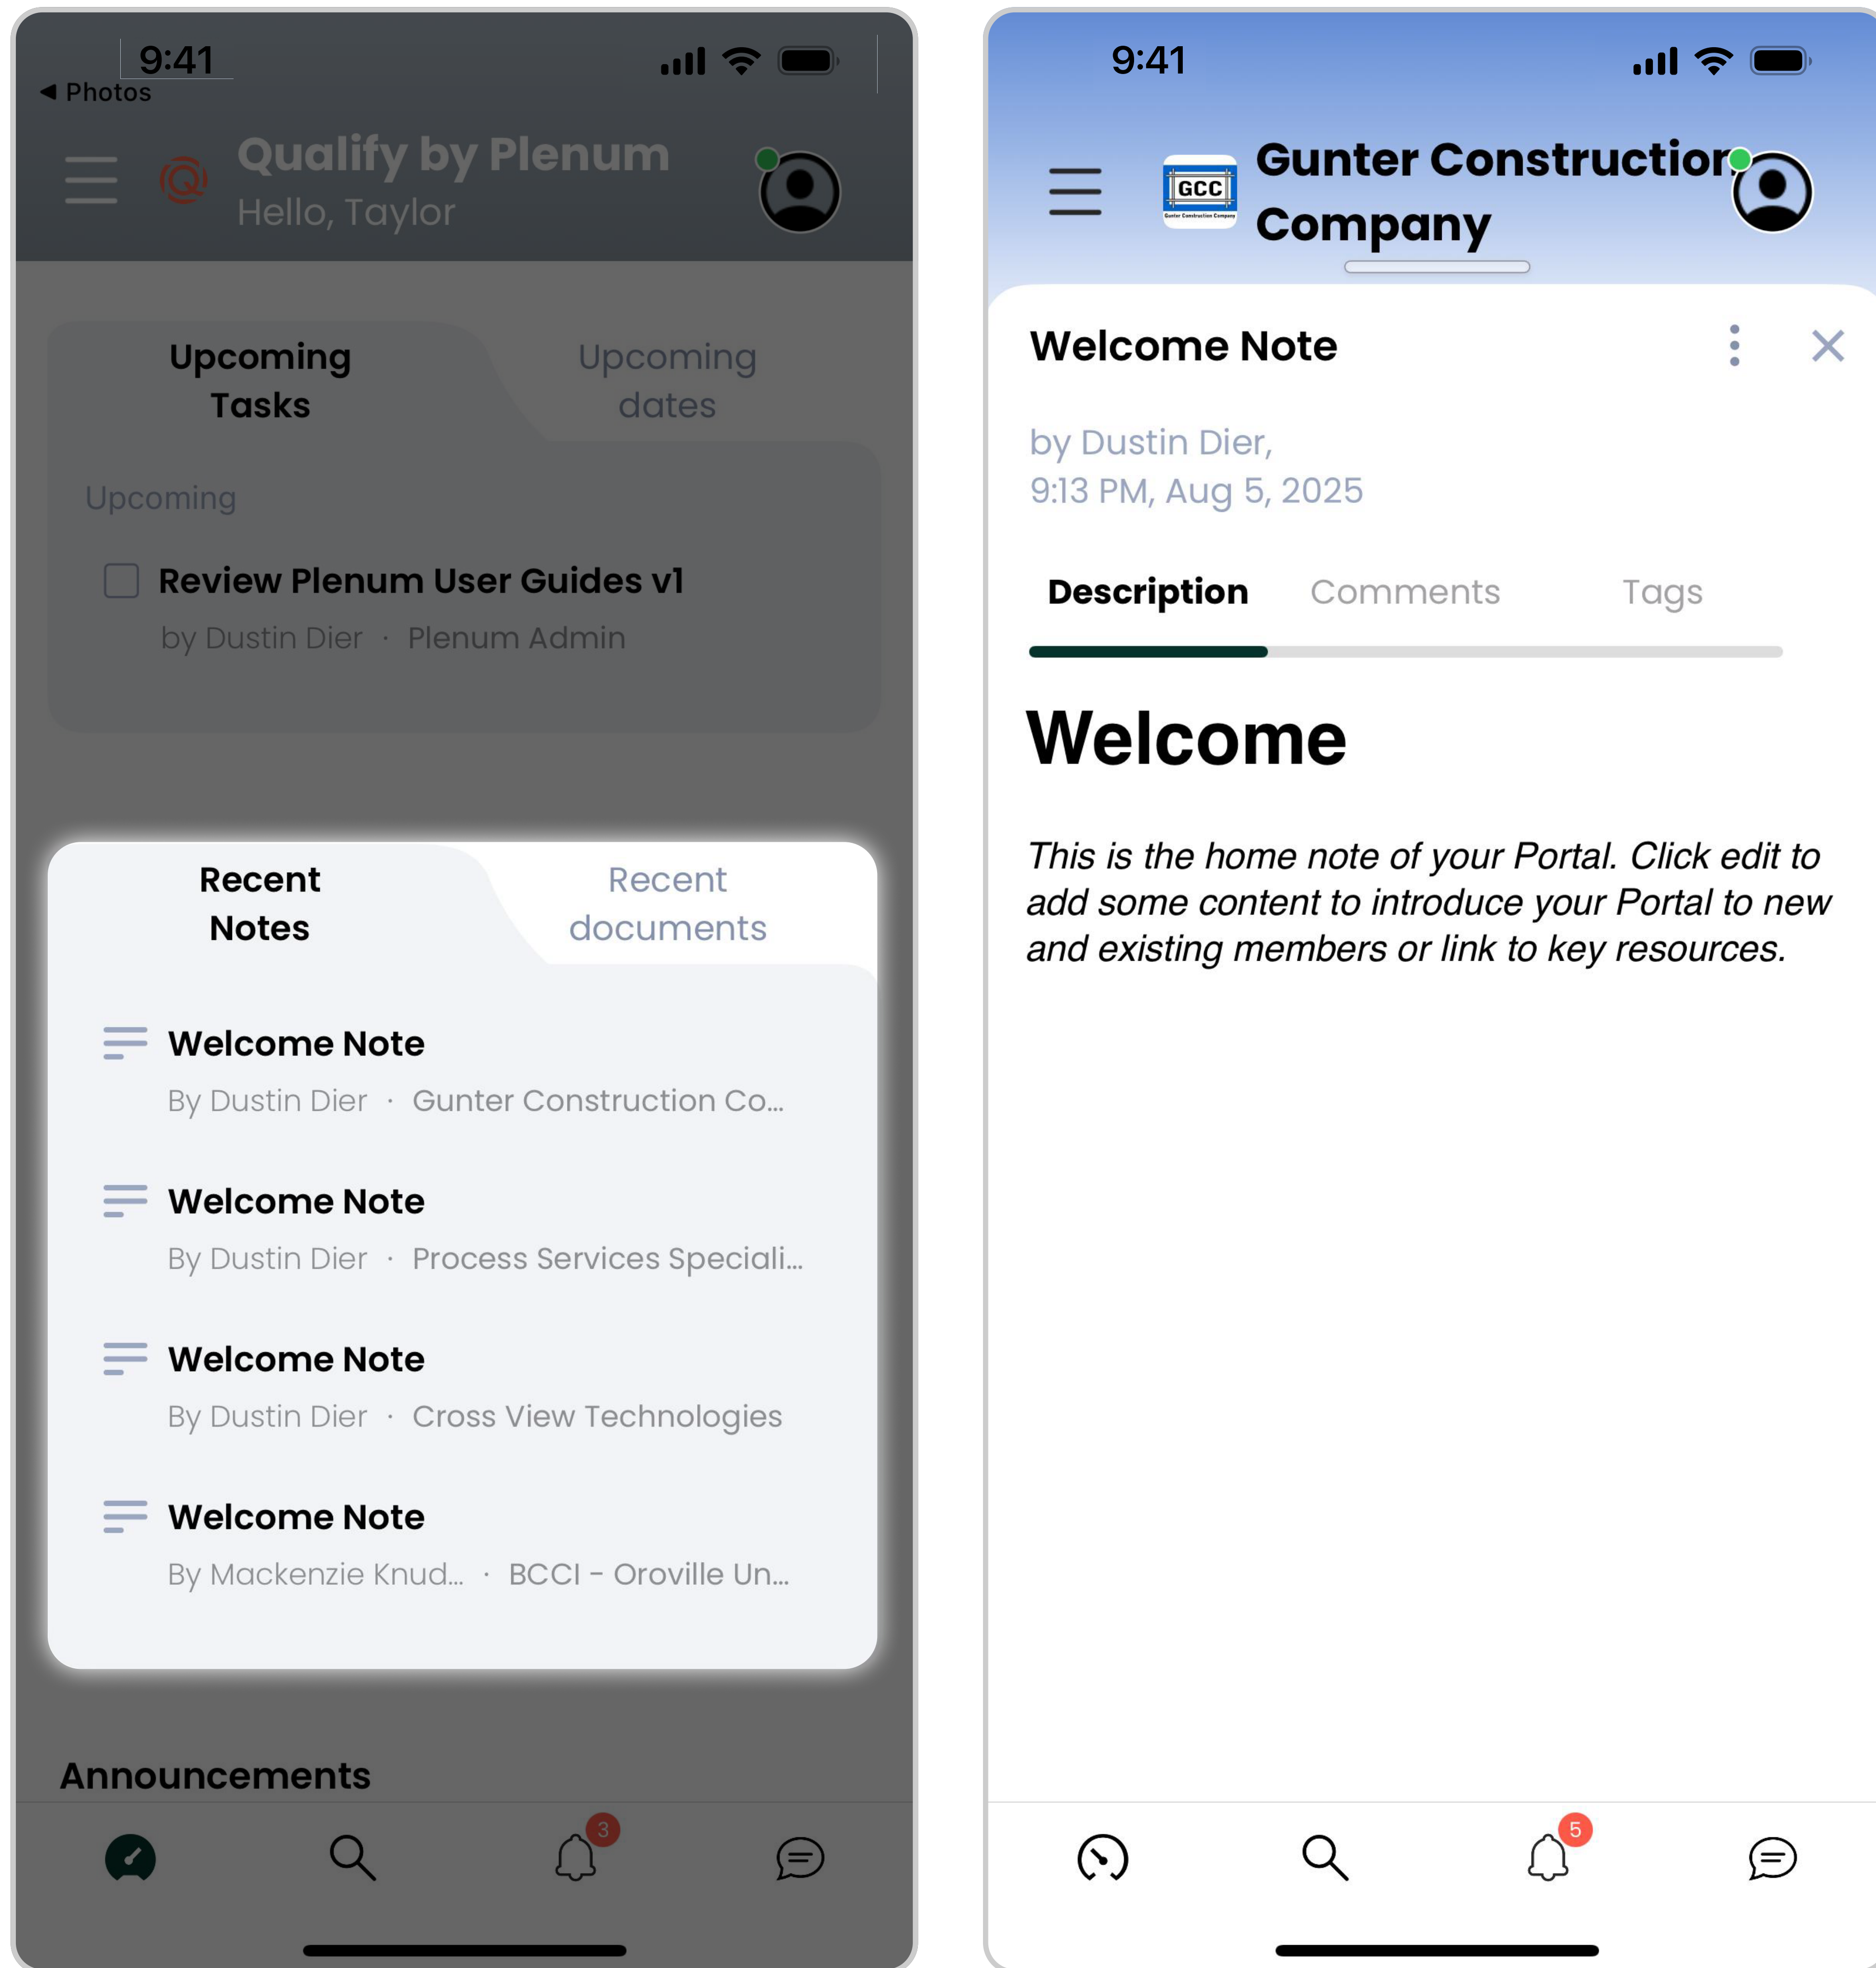 9:41
◀ Photos
Qualify by Plenum
Hello, Taylor
Upcoming
Tasks
Upcoming
dates
Upcoming
Review Plenum User Guides v1
by Dustin Dier · Plenum Admin
Recent
Notes
Recent
documents
Welcome Note
By Dustin Dier · Gunter Construction Co...
Welcome Note
By Dustin Dier · Process Services Speciali...
Welcome Note
By Dustin Dier · Cross View Technologies
Welcome Note
By Mackenzie Knud... · BCCI - Oroville Un...
Announcements
3
9:41
GCC
Gunter Construction Company
Gunter Construction
Company
Welcome Note
by Dustin Dier,
9:13 PM, Aug 5, 2025
Description
Comments
Tags
Welcome
This is the home note of your Portal. Click edit to
add some content to introduce your Portal to new
and existing members or link to key resources.
5